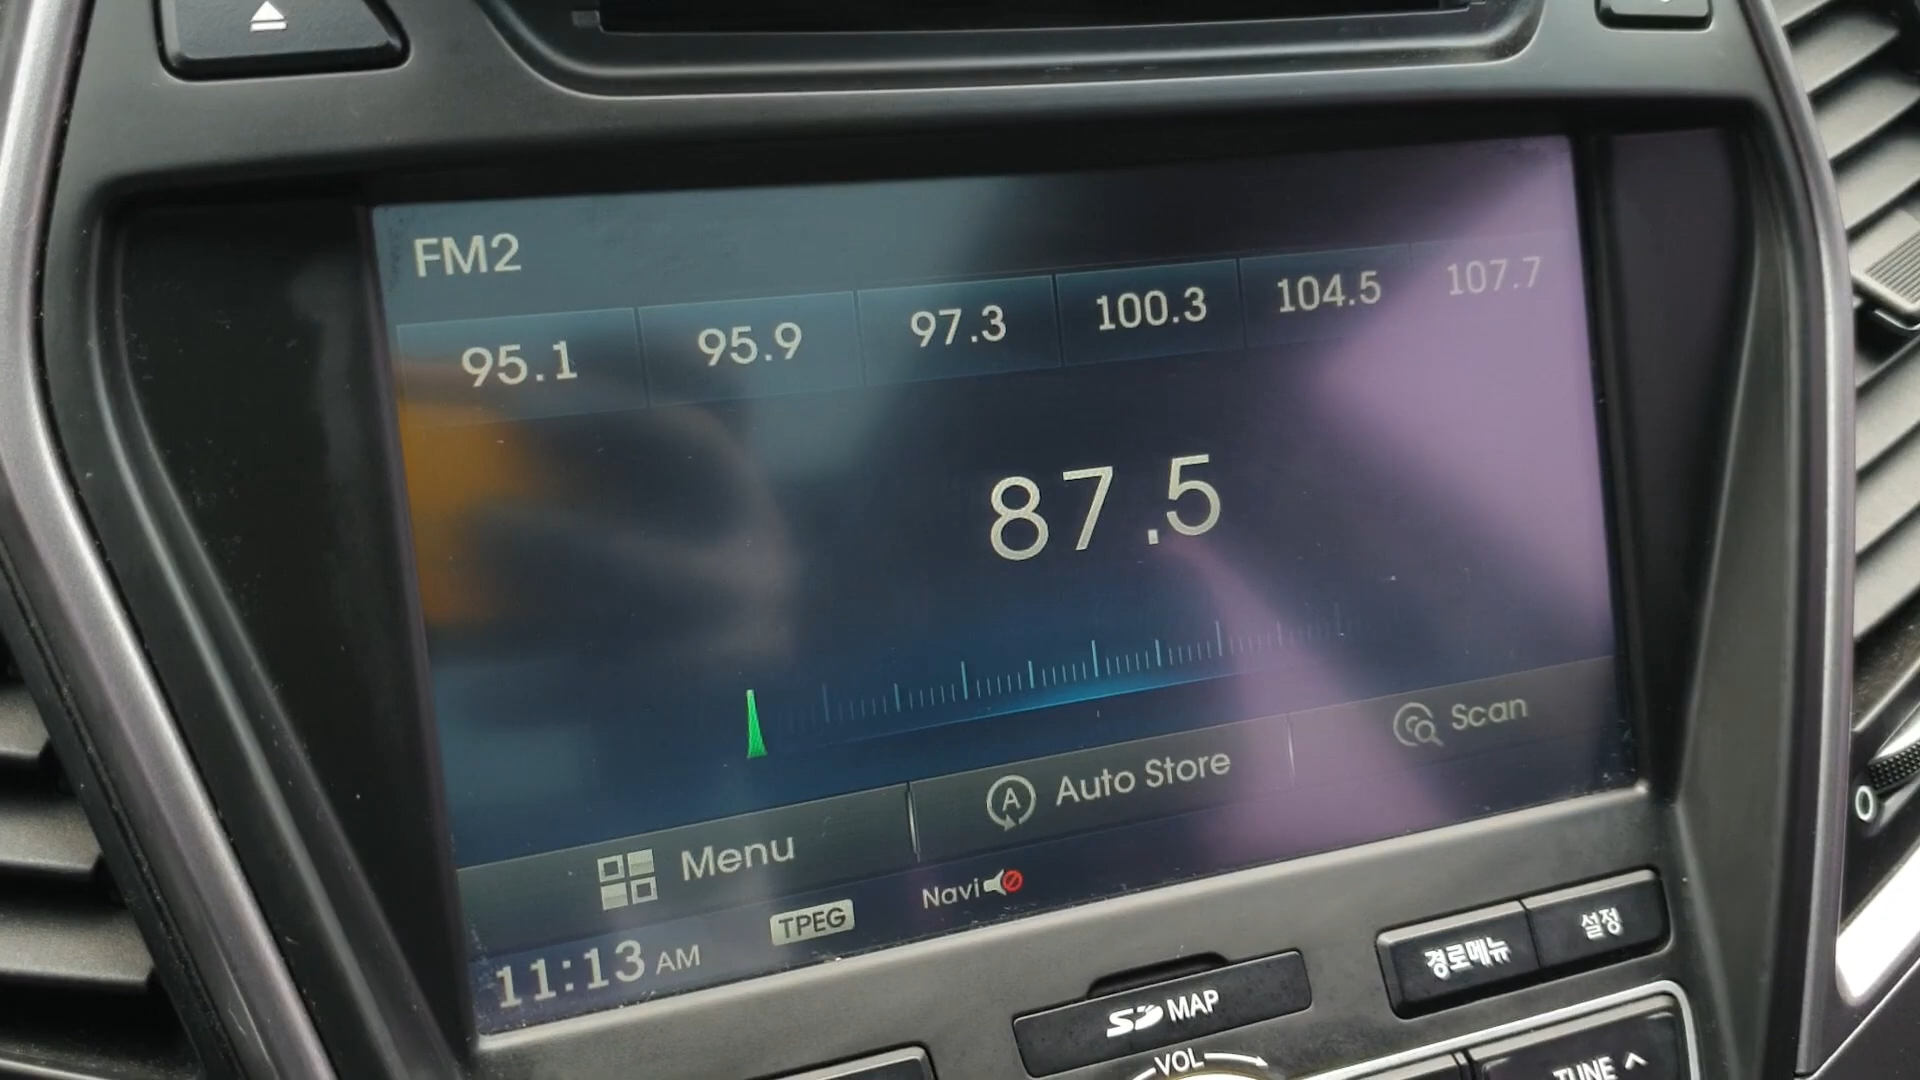 FM2
95.1 95.9 97.3 100.3 104.5 107.7
87.5
Scan
Auto Store
Menu
Navi
TPEG
11:13 AM
설정
경로메뉴
SD MAP
VOL
TUNE